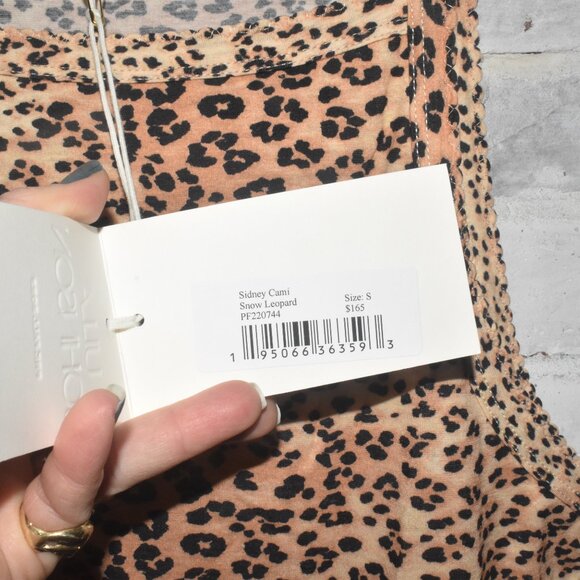 Sidney Cami
Snow Leopard Size: S
PF220744 $165
1 95066 36359 3